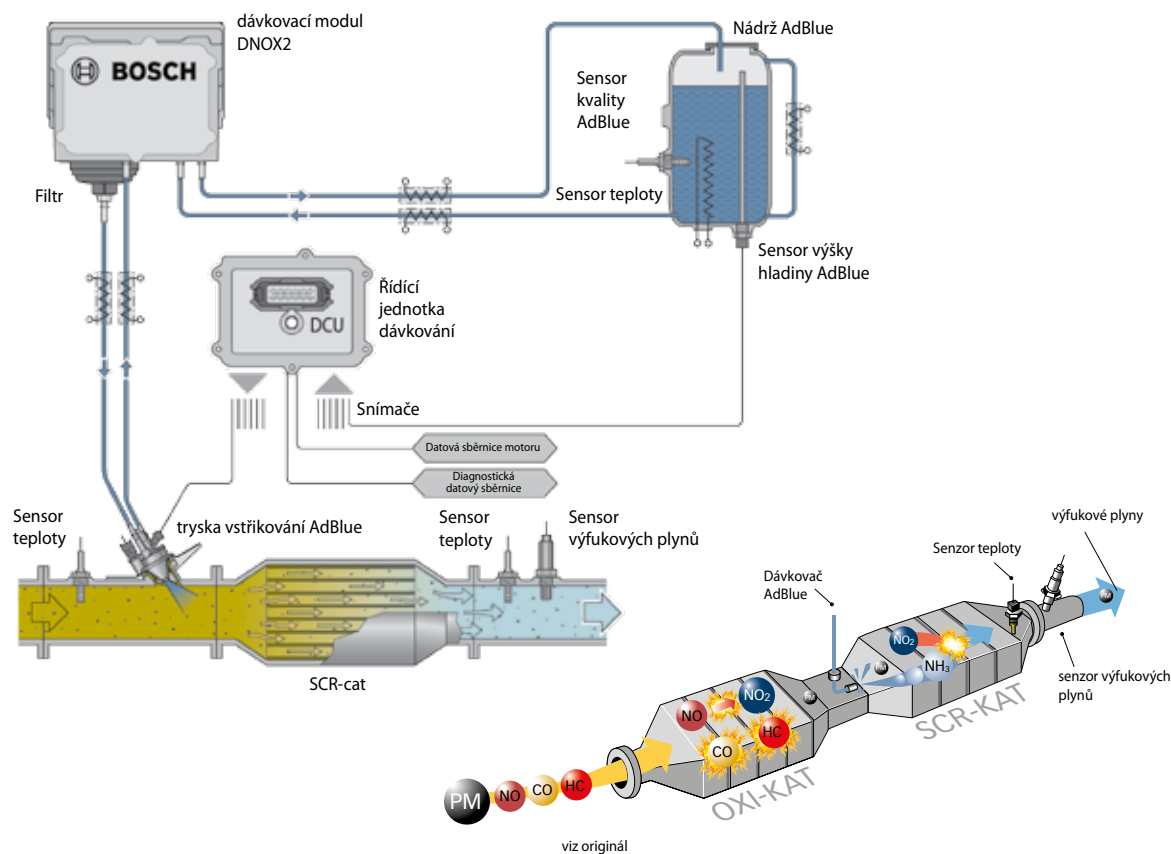 dávkovací modul
DNOX2
BOSCH
Nádrž AdBlue
Sensor
kvality
AdBlue
Filtr
Sensor teploty
Sensor výšky
hladiny AdBlue
Řídící
jednotka
dávkování
DCU
Snímače
Datová sběrnice motoru
Diagnostická
datový sběrnice
Sensor
teploty
tryska vstřikování AdBlue
Sensor
teploty
Sensor
výfukových plynů
SCR-cat
výfukové plyny
Senzor teploty
Dávkovač
AdBlue
NO₂
NH₃
senzor výfukových
plynů
SCR-KAT
NO
NO₂
CO
HC
OXI-KAT
PM
NO
CO
HC
viz originál